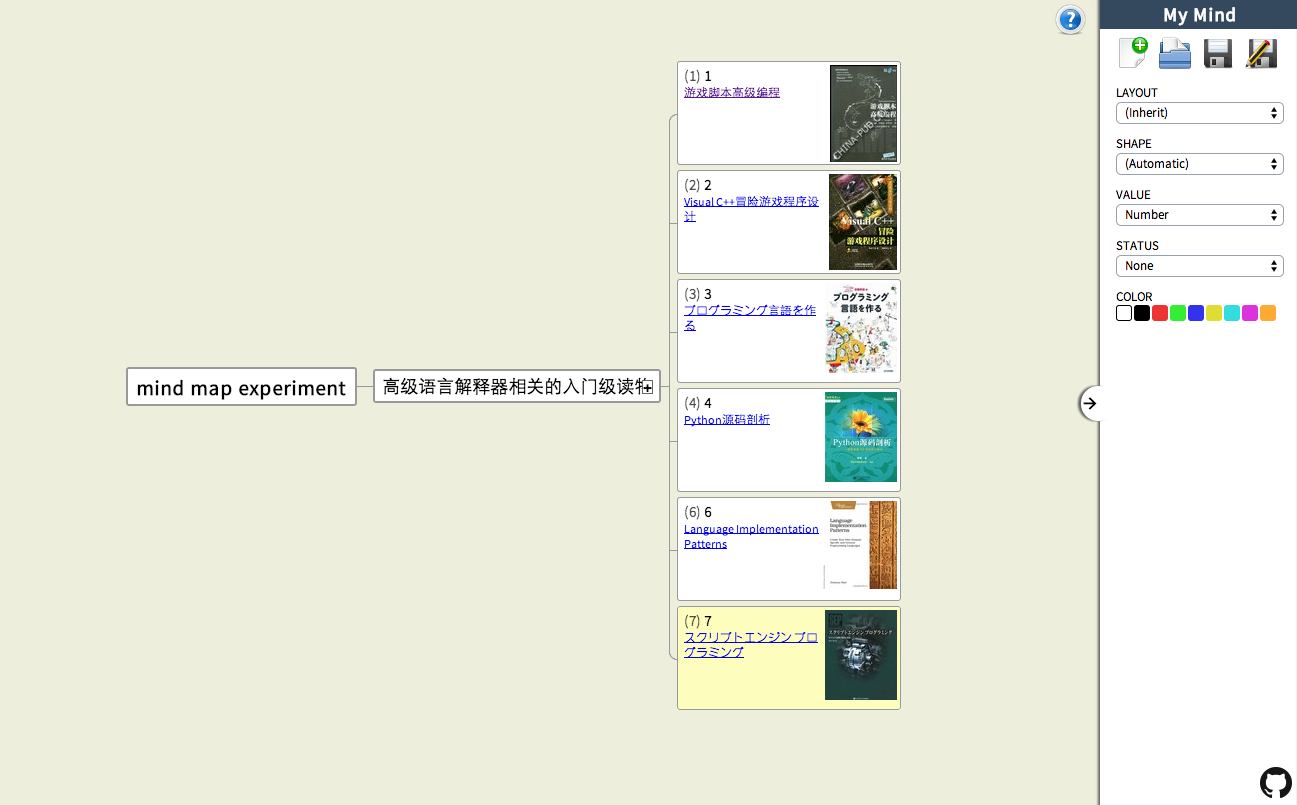 My Mind
LAYOUT
(Inherit)
SHAPE
(Automatic)
VALUE
Number
STATUS
None
COLOR
mind map experiment
高级语言解释器相关的入门级读物
(1) 1
游戏脚本高级编程
游戏脚本
高级编程
CHINA-PUB
(2) 2
Visual C++冒险游戏程序设
计
Visual C++
冒险
游戏程序设计
(3) 3
プログラミング言語を作
る
プログラミング
言語を作る
(4) 4
Python源码剖析
Python源码剖析
(6) 6
Language Implementation
Patterns
Language
Implementation
Patterns
(7) 7
スクリプトエンジン プロ
グラミング
スクリプトエンジン プログラミング